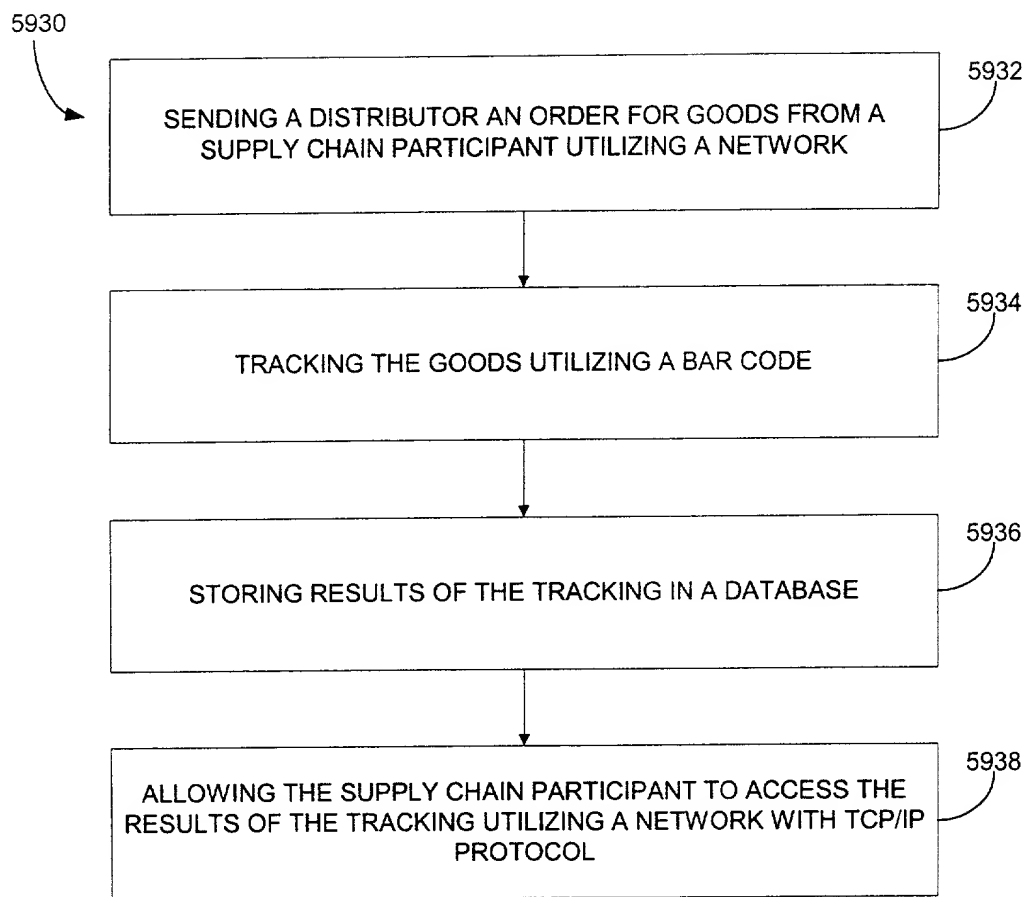 5930
5932
SENDING A DISTRIBUTOR AN ORDER FOR GOODS FROM A
SUPPLY CHAIN PARTICIPANT UTILIZING A NETWORK
5934
TRACKING THE GOODS UTILIZING A BAR CODE
5936
STORING RESULTS OF THE TRACKING IN A DATABASE
5938
ALLOWING THE SUPPLY CHAIN PARTICIPANT TO ACCESS THE
RESULTS OF THE TRACKING UTILIZING A NETWORK WITH TCP/IP
PROTOCOL